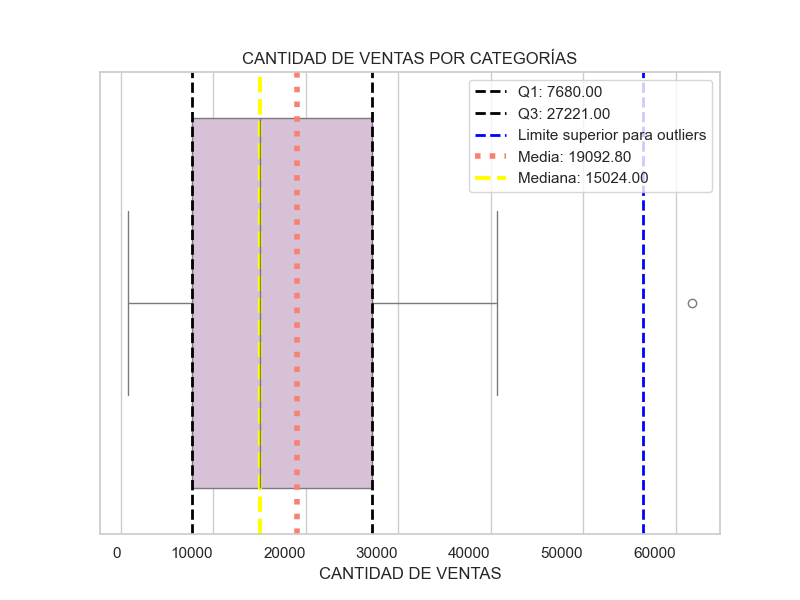 CANTIDAD DE VENTAS POR CATEGORÍAS
Q1: 7680.00
Q3: 27221.00
Limite superior para outliers
Media: 19092.80
Mediana: 15024.00
0 10000 20000 30000 40000 50000 60000
CANTIDAD DE VENTAS